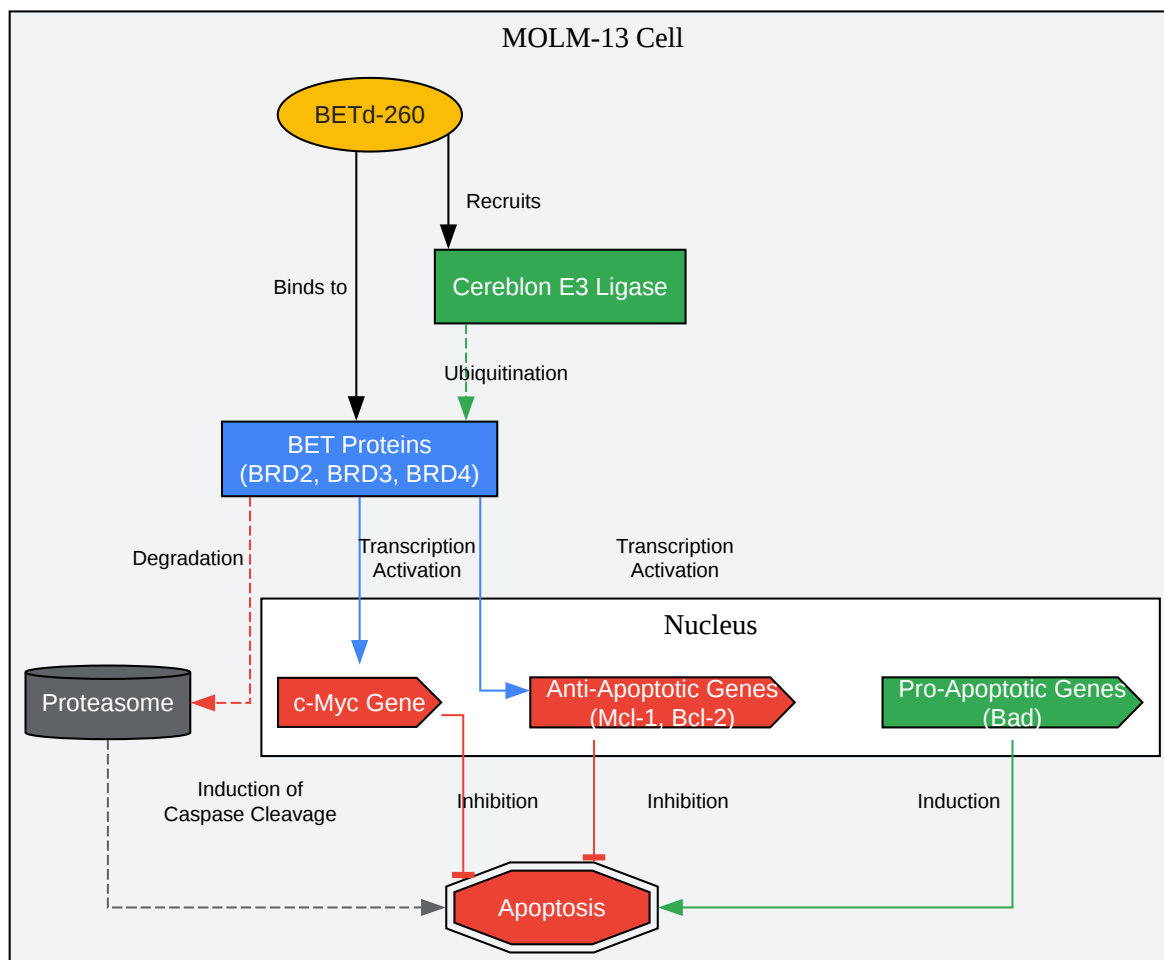 MOLM-13 Cell
BETd-260
Recruits
Binds to
Cereblon E3 Ligase
Ubiquitination
BET Proteins
(BRD2, BRD3, BRD4)
Degradation
Transcription
Activation
Transcription
Activation
Nucleus
Proteasome
c-Myc Gene
Anti-Apoptotic Genes
(Mcl-1, Bcl-2)
Pro-Apoptotic Genes
(Bad)
Induction of
Caspase Cleavage
Inhibition
Inhibition
Induction
Apoptosis